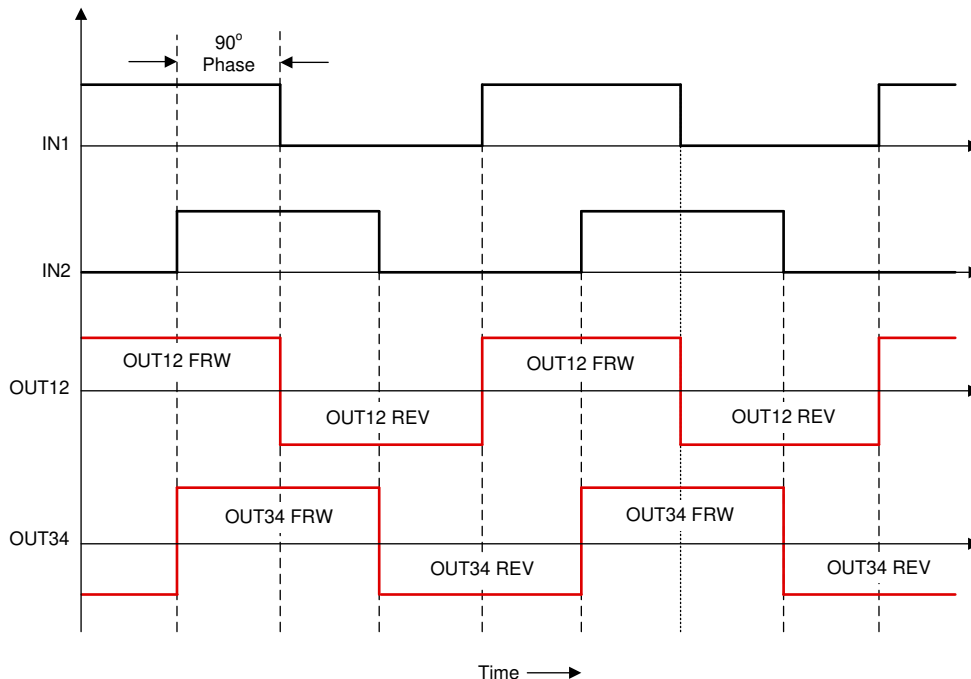 90°
Phase
IN1
IN2
OUT12 FRW
OUT12 FRW
OUT12
OUT12 REV
OUT12 REV
OUT34 FRW
OUT34 FRW
OUT34
OUT34 REV
OUT34 REV
Time